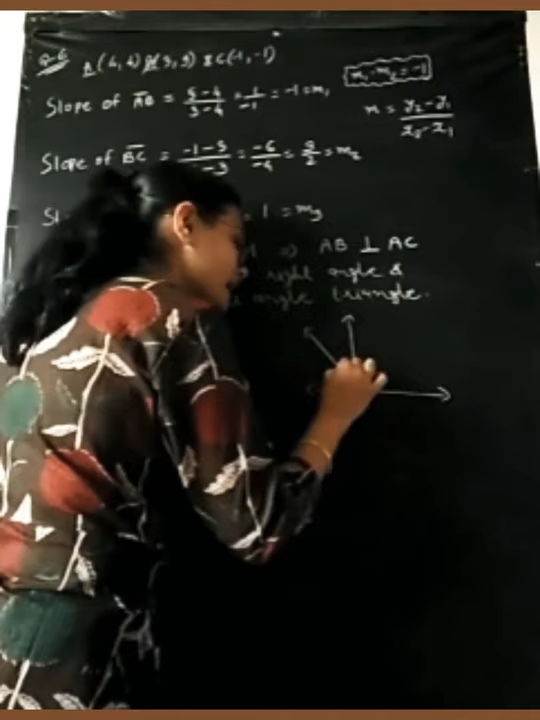 Q-6 A(4,4) B(3,5) & C(-1,-1)
m₁·m₂=-1
Slope of AB = 5-4/3-4 = 1/-1 = -1 = m₁
m = y₂-y₁/x₂-x₁
Slope of BC = -1-5/-3 = -6/-4 = 3/2 = m₂
1 = m₃
⇒ AB ⊥ AC
right angle &
angle triangle.